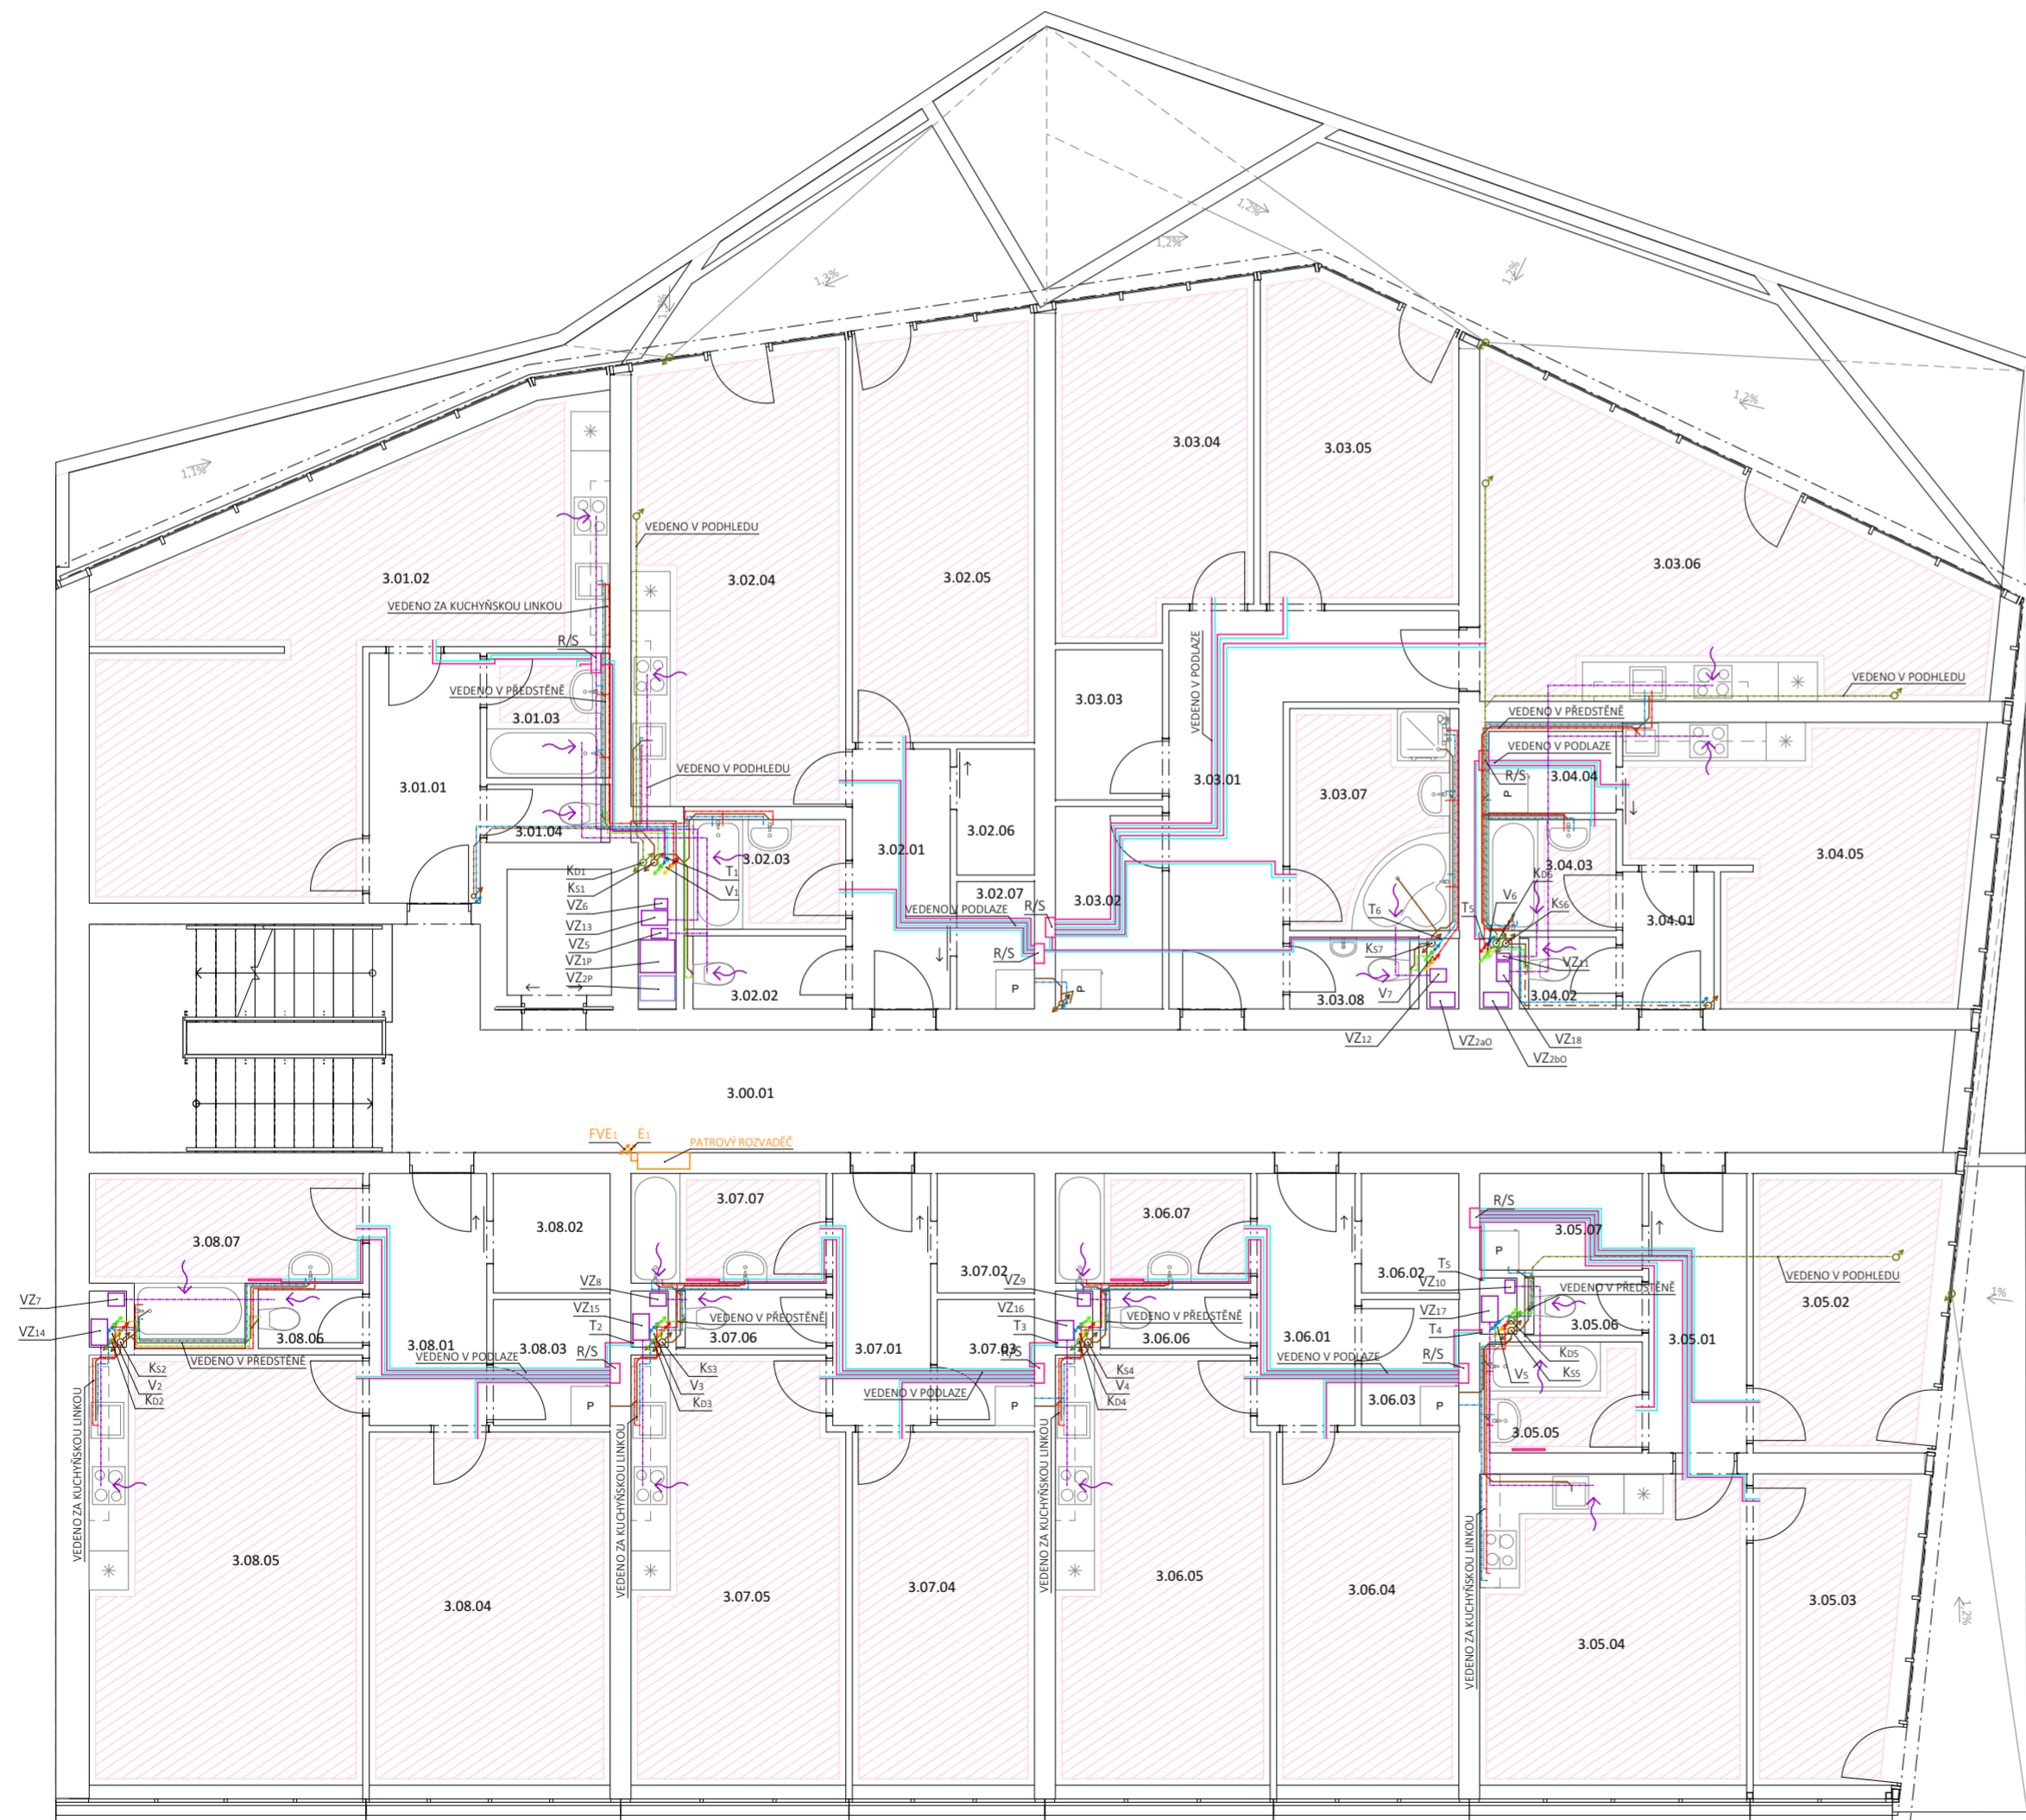 1,2%
1,2%
1,2%
1,3%
1,2%
1,2%
1,1%
3.03.04
3.03.05
VEDENO V PODHLEDU
3.01.02
3.02.04
3.02.05
3.03.06
VEDENO ZA KUCHYŇSKOU LINKOU
R/S
VEDENO V PODLAZE
VEDENO V PŘEDSTĚNĚ
3.01.03
3.03.03
VEDENO V PODHLEDU
VEDENO V PŘEDSTĚNĚ
VEDENO V PODLAZE
VEDENO V PODHLEDU
3.01.01
3.03.01
3.03.07
R/S
3.04.04
P
3.01.04
3.02.06
3.02.01
3.02.03
3.04.05
3.04.03
KD1
KS1
T1
V1
KD6
3.02.07
3.03.02
VEDENO V PODLAZE
R/S
T6
T5
V6
KS6
3.04.01
VZ6
VZ13
VZ5
VZ1P
VZ2P
R/S
KS7
VZ11
P
P
3.02.02
3.03.08
V7
3.04.02
VZ12
VZ2aO
VZ18
VZ2bO
3.00.01
FVE1
E1
PATROVÝ ROZVADĚČ
3.08.07
3.08.02
3.07.07
3.07.02
3.06.07
3.06.02
R/S
3.05.07
P
T5
VEDENO V PODHLEDU
VZ7
VZ14
VZ8
VZ15
T2
VZ9
VZ16
T3
VZ10
VZ17
T4
VEDENO V PŘEDSTĚNĚ
3.05.02
3.08.06
3.08.01
3.08.03
VEDENO V PŘEDSTĚNĚ
3.07.06
3.07.01
3.07.03
VEDENO V PŘEDSTĚNĚ
3.06.06
3.06.01
3.05.06
3.05.01
VEDENO V PŘEDSTĚNĚ
VEDENO V PODLAZE
R/S
R/S
VEDENO V PODLAZE
R/S
KS2
V2
KD2
KS3
V3
KD3
VEDENO V PODLAZE
KS4
V4
KD4
V5
KD5
KS5
P
P
3.06.03
P
3.05.05
1%
VEDENO ZA KUCHYŇSKOU LINKOU
VEDENO ZA KUCHYŇSKOU LINKOU
VEDENO ZA KUCHYŇSKOU LINKOU
VEDENO ZA KUCHYŇSKOU LINKOU
3.08.05
3.08.04
3.07.05
3.07.04
3.06.05
3.06.04
3.05.04
3.05.03
1,2%